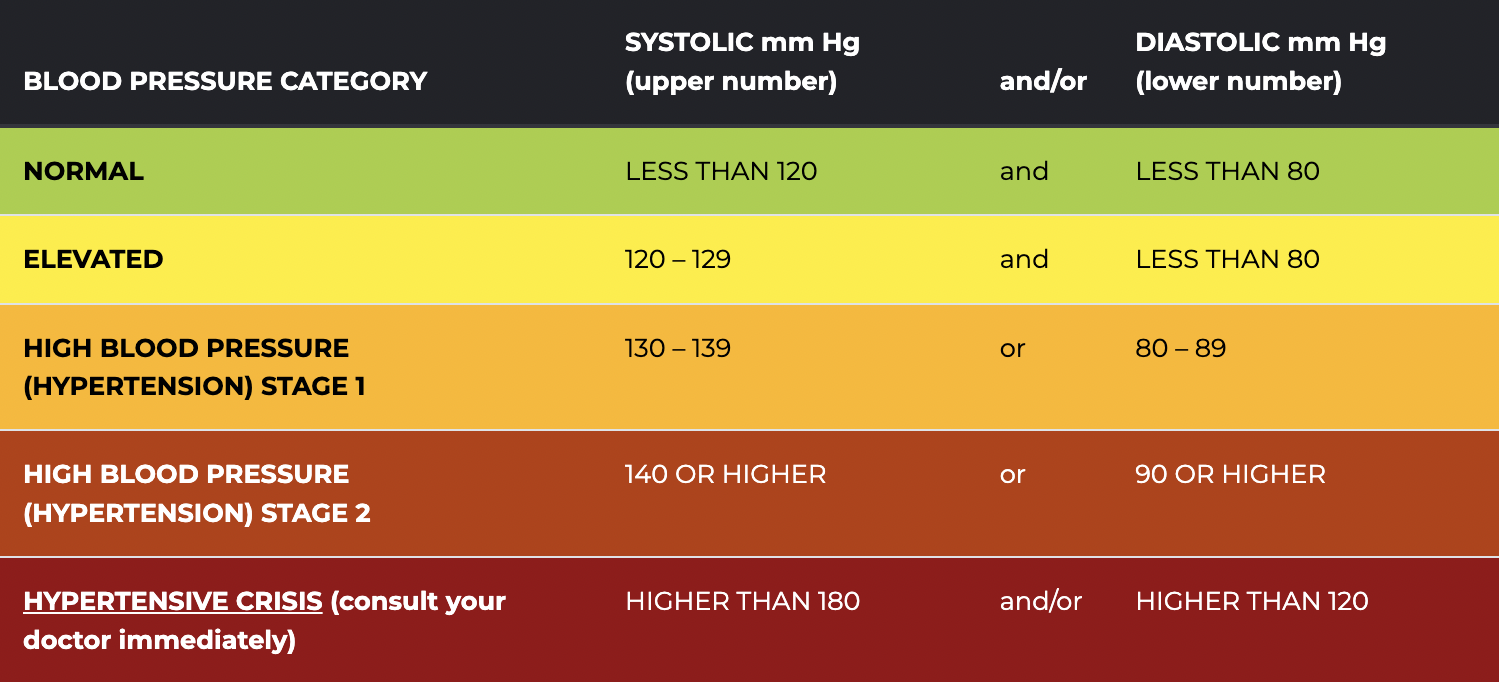 SYSTOLIC mm Hg DIASTOLIC mm Hg
BLOOD PRESSURE CATEGORY (upper number) and/or (lower number)
NORMAL LESS THAN 120 and LESS THAN 80
ELEVATED 120 – 129 and LESS THAN 80
HIGH BLOOD PRESSURE 130 – 139 or 80 – 89
(HYPERTENSION) STAGE 1
HIGH BLOOD PRESSURE 140 OR HIGHER or 90 OR HIGHER
(HYPERTENSION) STAGE 2
HYPERTENSIVE CRISIS (consult your HIGHER THAN 180 and/or HIGHER THAN 120
doctor immediately)